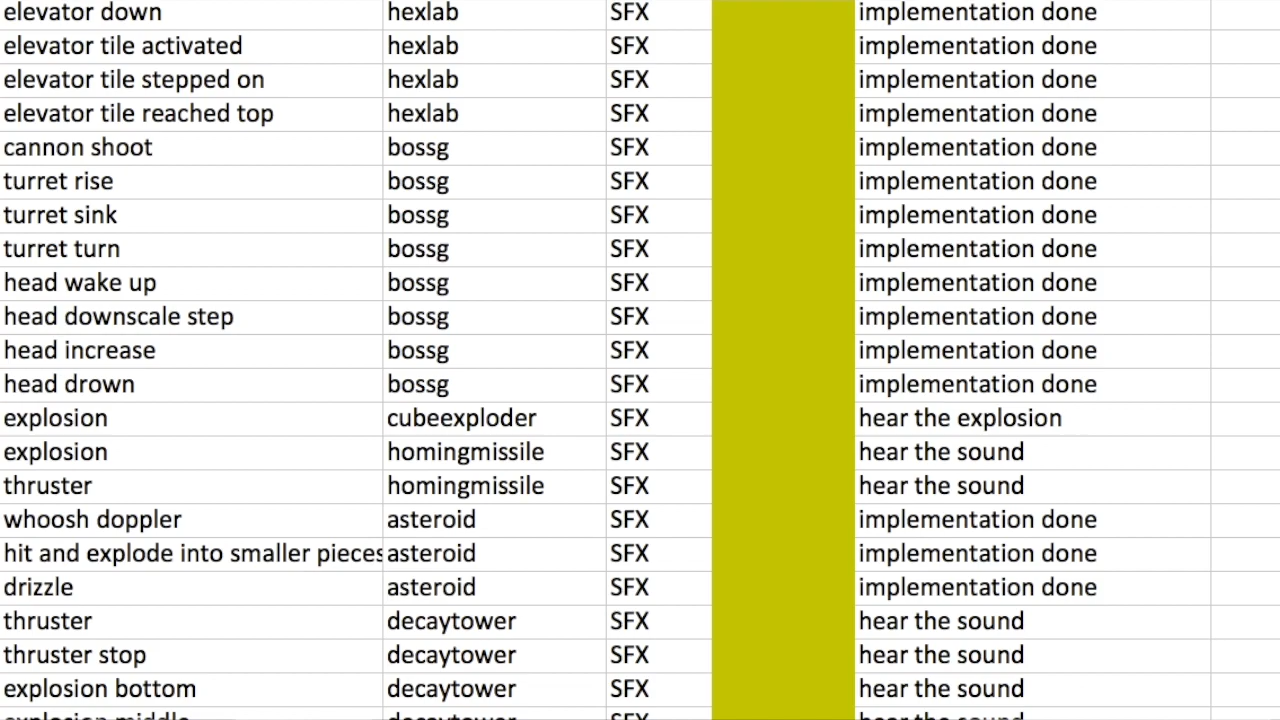 elevator down hexlab SFX implementation done
elevator tile activated hexlab SFX implementation done
elevator tile stepped on hexlab SFX implementation done
elevator tile reached top hexlab SFX implementation done
cannon shoot bossg SFX implementation done
turret rise bossg SFX implementation done
turret sink bossg SFX implementation done
turret turn bossg SFX implementation done
head wake up bossg SFX implementation done
head downscale step bossg SFX implementation done
head increase bossg SFX implementation done
head drown bossg SFX implementation done
explosion cubeexploder SFX hear the explosion
explosion homingmissile SFX hear the sound
thruster homingmissile SFX hear the sound
whoosh doppler asteroid SFX implementation done
hit and explode into smaller pieces asteroid SFX implementation done
drizzle asteroid SFX implementation done
thruster decaytower SFX hear the sound
thruster stop decaytower SFX hear the sound
explosion bottom decaytower SFX hear the sound
explosion middle decaytower SFX hear the sound